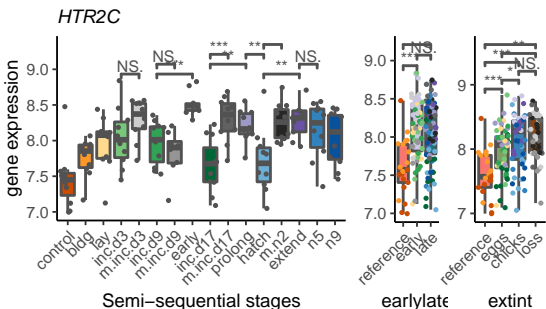 HTR2C
gene expression
9.0
8.5
8.0
7.5
7.0
NS.
NS.
**
***
**
**
**
**
NS.
control
bldg
lay
inc.d3
m.inc.d3
inc.d9
m.inc.d9
early
inc.d17
m.inc.d17
prolong
hatch
m.n2
extend
n5
n9
Semi−sequential stages
9.0
8.5
8.0
7.5
7.0
NS.
reference
early
late
earlylate
9
8
7
**
***
NS.
***
reference
eggs
chicks
loss
extint